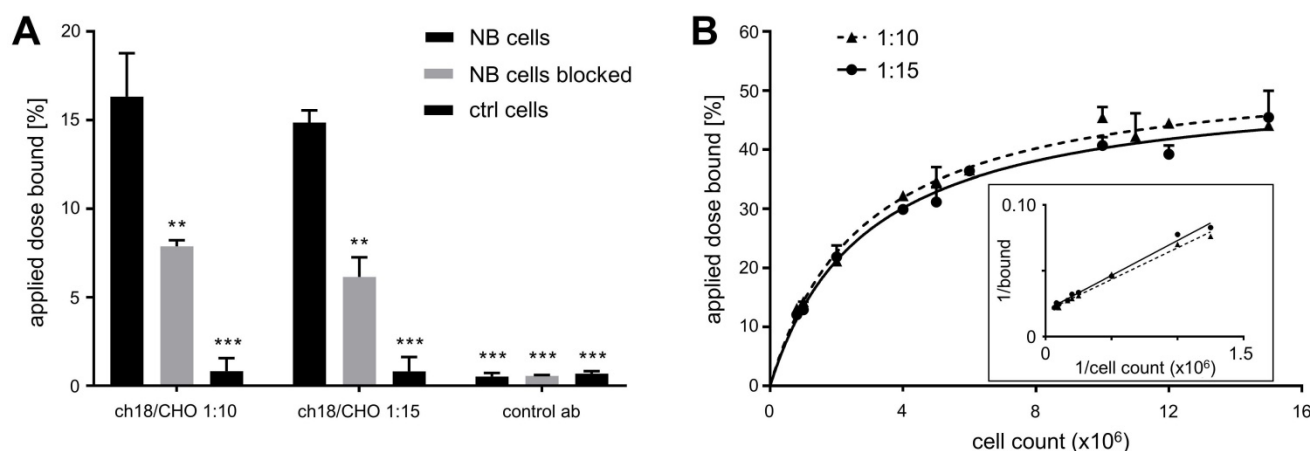 A
20
15
10
5
0
applied dose bound [%]
NB cells
NB cells blocked
ctrl cells
**
***
**
***
***
***
***
ch18/CHO 1:10
ch18/CHO 1:15
control ab
B
60
50
40
30
20
10
0
applied dose bound [%]
1:10
1:15
0
4
8
12
16
cell count (x10⁶)
0.10
0
1/bound
0
1.5
1/cell count (x10⁶)